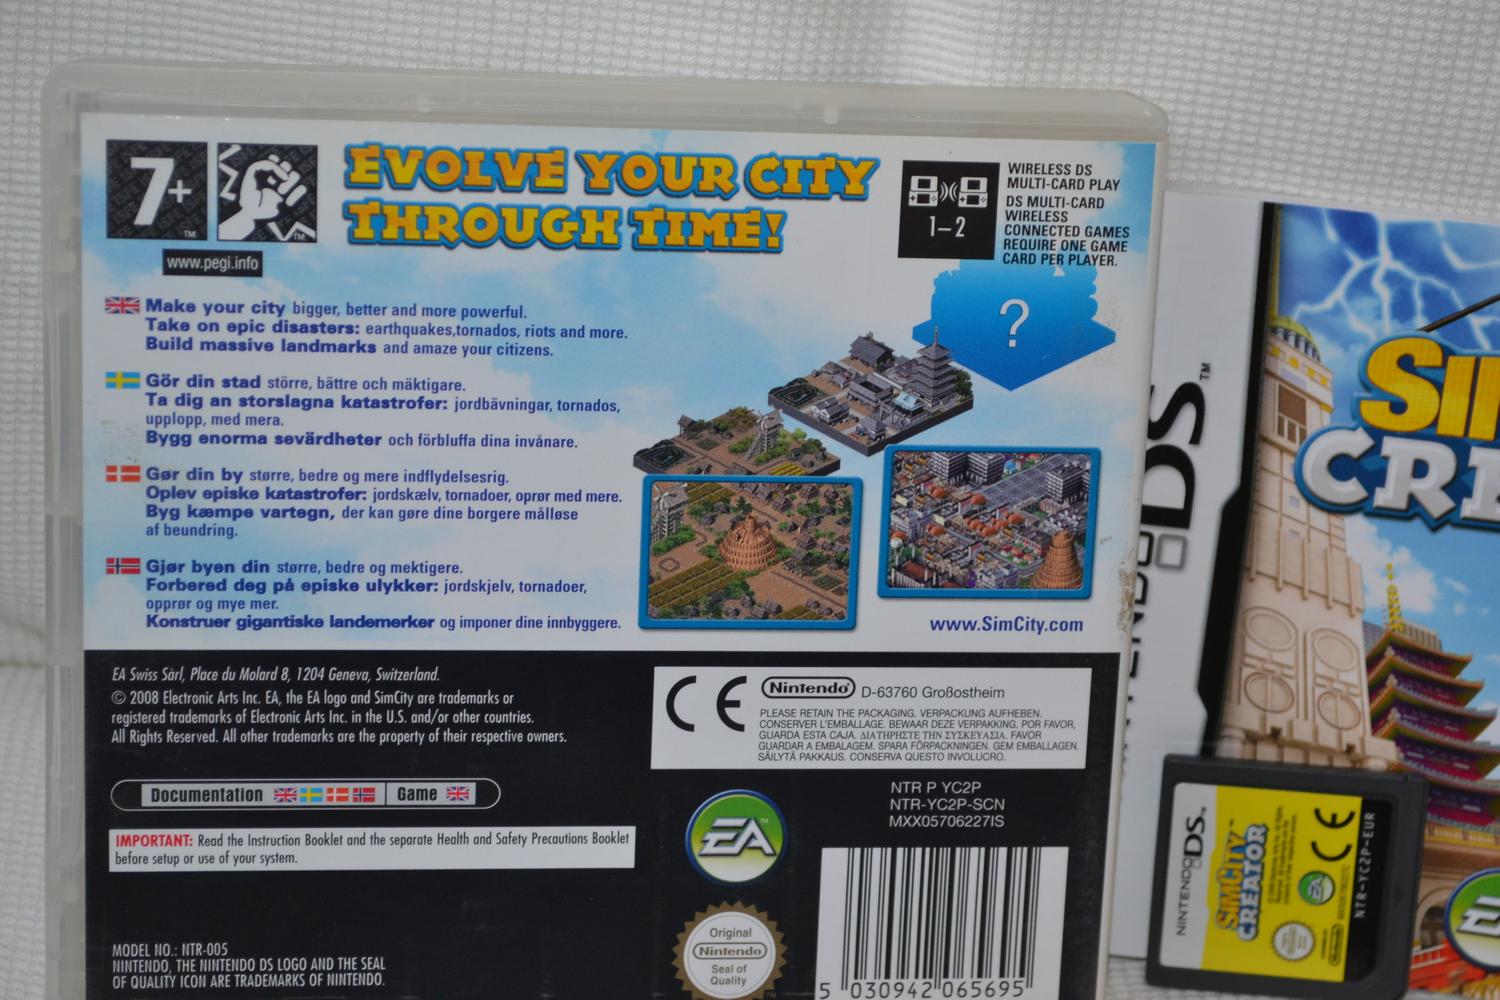 7+
TM
TM
www.pegi.info
EVOLVE YOUR CITY
THROUGH TIME!
1–2
WIRELESS DS
MULTI-CARD PLAY
DS MULTI-CARD
WIRELESS
CONNECTED GAMES
REQUIRE ONE GAME
CARD PER PLAYER.
?
Make your city bigger, better and more powerful.
Take on epic disasters: earthquakes,tornados, riots and more.
Build massive landmarks and amaze your citizens.
Gör din stad större, bättre och mäktigare.
Ta dig an storslagna katastrofer: jordbävningar, tornados,
upplopp, med mera.
Bygg enorma sevärdheter och förbluffa dina invånare.
Gør din by større, bedre og mere indflydelsesrig.
Oplev episke katastrofer: jordskælv, tornadoer, oprør med mere.
Byg kæmpe vartegn, der kan gøre dine borgere målløse
af beundring.
Gjør byen din større, bedre og mektigere.
Forbered deg på episke ulykker: jordskjelv, tornadoer,
opprør og mye mer.
Konstruer gigantiske landemerker og imponer dine innbyggere.
www.SimCity.com
EA Swiss Sàrl, Place du Molard 8, 1204 Geneva, Switzerland.
© 2008 Electronic Arts Inc. EA, the EA logo and SimCity are trademarks or
registered trademarks of Electronic Arts Inc. in the U.S. and/or other countries.
All Rights Reserved. All other trademarks are the property of their respective owners.
CE
Nintendo D-63760 Großostheim
PLEASE RETAIN THE PACKAGING. VERPACKUNG AUFHEBEN.
CONSERVER L'EMBALLAGE. BEWAAR DEZE VERPAKKING. POR FAVOR,
GUARDA ESTA CAJA. ΔΙΑΤΗΡΗΣΤΕ ΤΗΝ ΣΥΣΚΕΥΑΣΙΑ. FAVOR
GUARDAR A EMBALAGEM. SPARA FÖRPACKNINGEN. GEM EMBALLAGEN.
SÄILYTÄ PAKKAUS. CONSERVA QUESTO INVOLUCRO.
Documentation
Game
IMPORTANT: Read the Instruction Booklet and the separate Health and Safety Precautions Booklet
before setup or use of your system.
EA
TM
NTR P YC2P
NTR-YC2P-SCN
MXX05706227IS
Original
Nintendo
Seal of
Quality
TM
MODEL NO.: NTR-005
NINTENDO, THE NINTENDO DS LOGO AND THE SEAL
OF QUALITY ICON ARE TRADEMARKS OF NINTENDO.
5 030942 065695
NINTENDO DS
TM
SIM
CRE
NINTENDO DS
TM
SIMCITY
CREATOR
EA
CE
NTR-YC2P-EUR